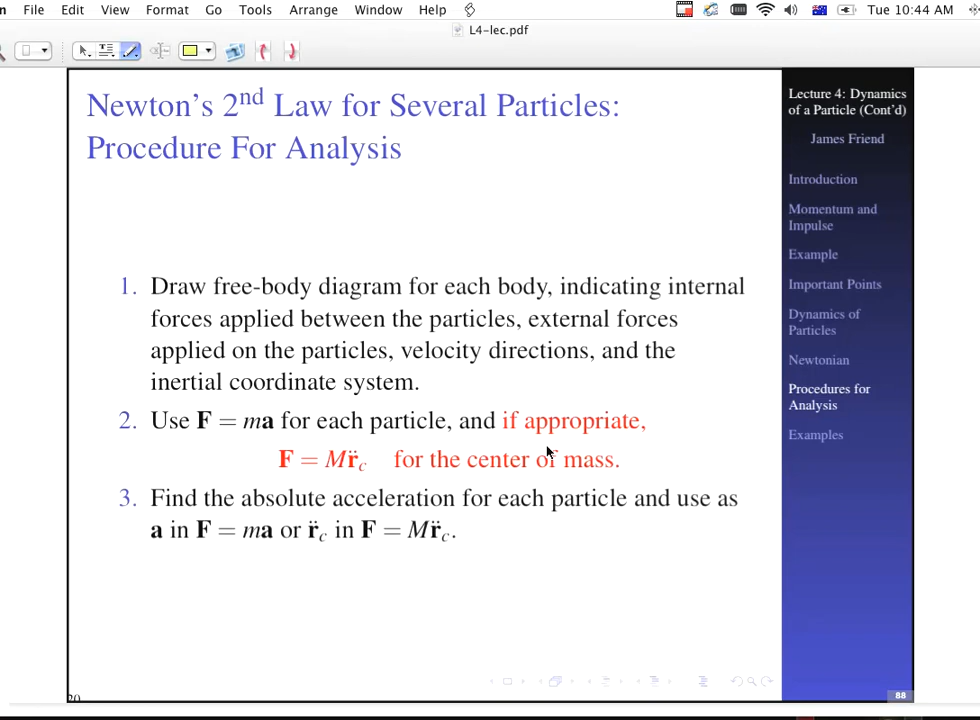 File Edit View Format Go Tools Arrange Window Help Tue 10:44 AM
L4-lec.pdf
Newton's 2nd Law for Several Particles:
Procedure For Analysis
1. Draw free-body diagram for each body, indicating internal
forces applied between the particles, external forces
applied on the particles, velocity directions, and the
inertial coordinate system.
2. Use F = ma for each particle, and if appropriate,
F = Mr̈c for the center of mass.
3. Find the absolute acceleration for each particle and use as
a in F = ma or r̈c in F = Mr̈c.
Lecture 4: Dynamics
of a Particle (Cont'd)
James Friend
Introduction
Momentum and
Impulse
Example
Important Points
Dynamics of
Particles
Newtonian
Procedures for
Analysis
Examples
88